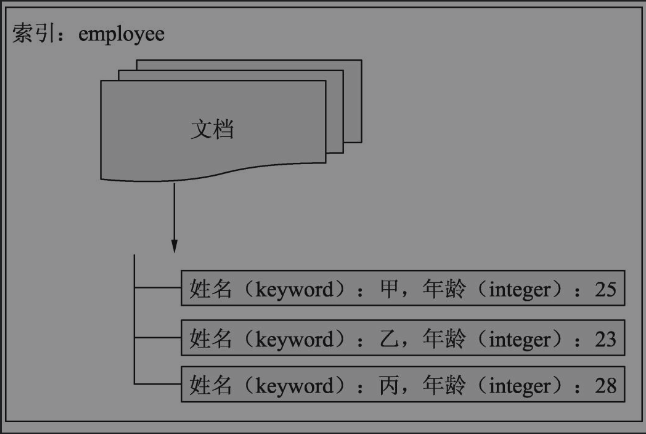 索引：employee
文档
姓名（keyword）：甲，年龄（integer）：25
姓名（keyword）：乙，年龄（integer）：23
姓名（keyword）：丙，年龄（integer）：28